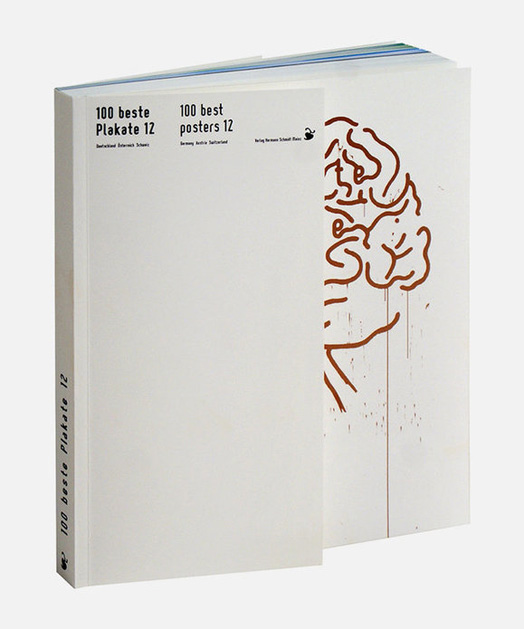 100 beste
Plakate 12
Deutschland Österreich Schweiz
100 best
posters 12
Germany Austria Switzerland
Verlag Hermann Schmidt Mainz
100 beste Plakate 12